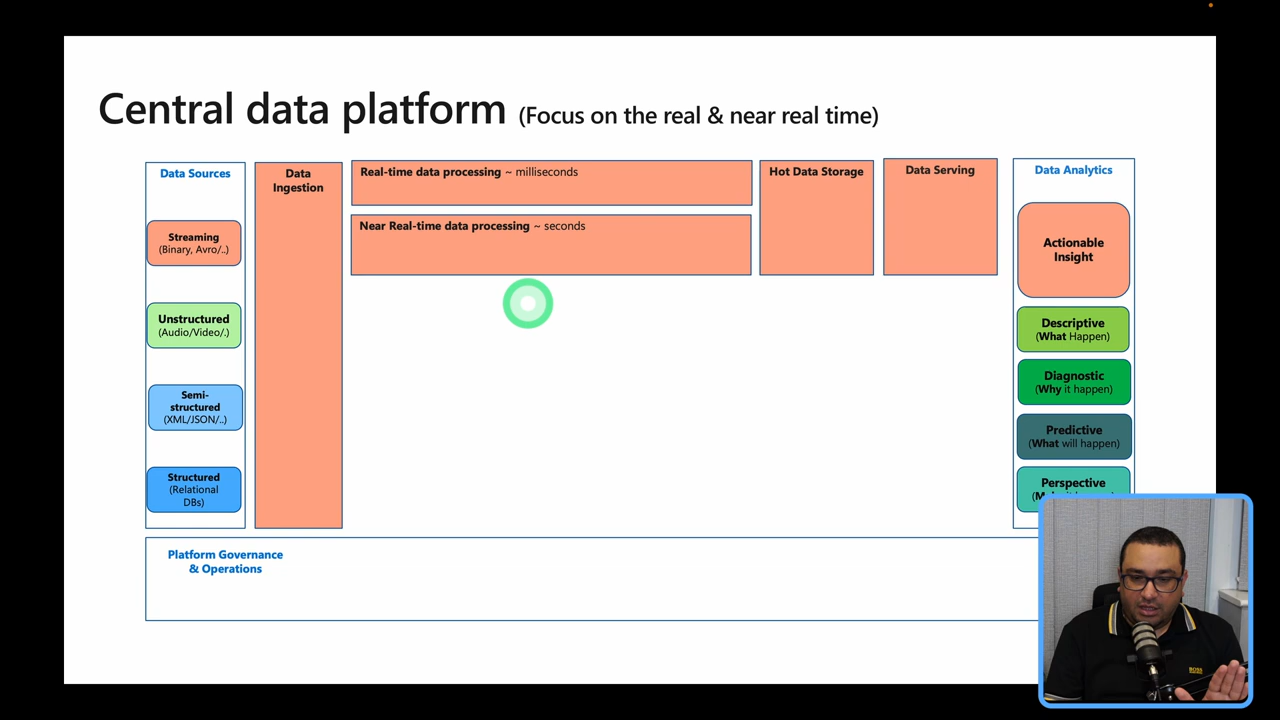 Central data platform (Focus on the real & near real time)
Data Sources
Streaming
(Binary, Avro/..)
Unstructured
(Audio/Video/.)
Semi-
structured
(XML/JSON/..)
Structured
(Relational
DBs)
Data
Ingestion
Real-time data processing ~ milliseconds
Near Real-time data processing ~ seconds
Hot Data Storage
Data Serving
Data Analytics
Actionable
Insight
Descriptive
(What Happen)
Diagnostic
(Why it happen)
Predictive
(What will happen)
Perspective
Platform Governance
& Operations
BOSS